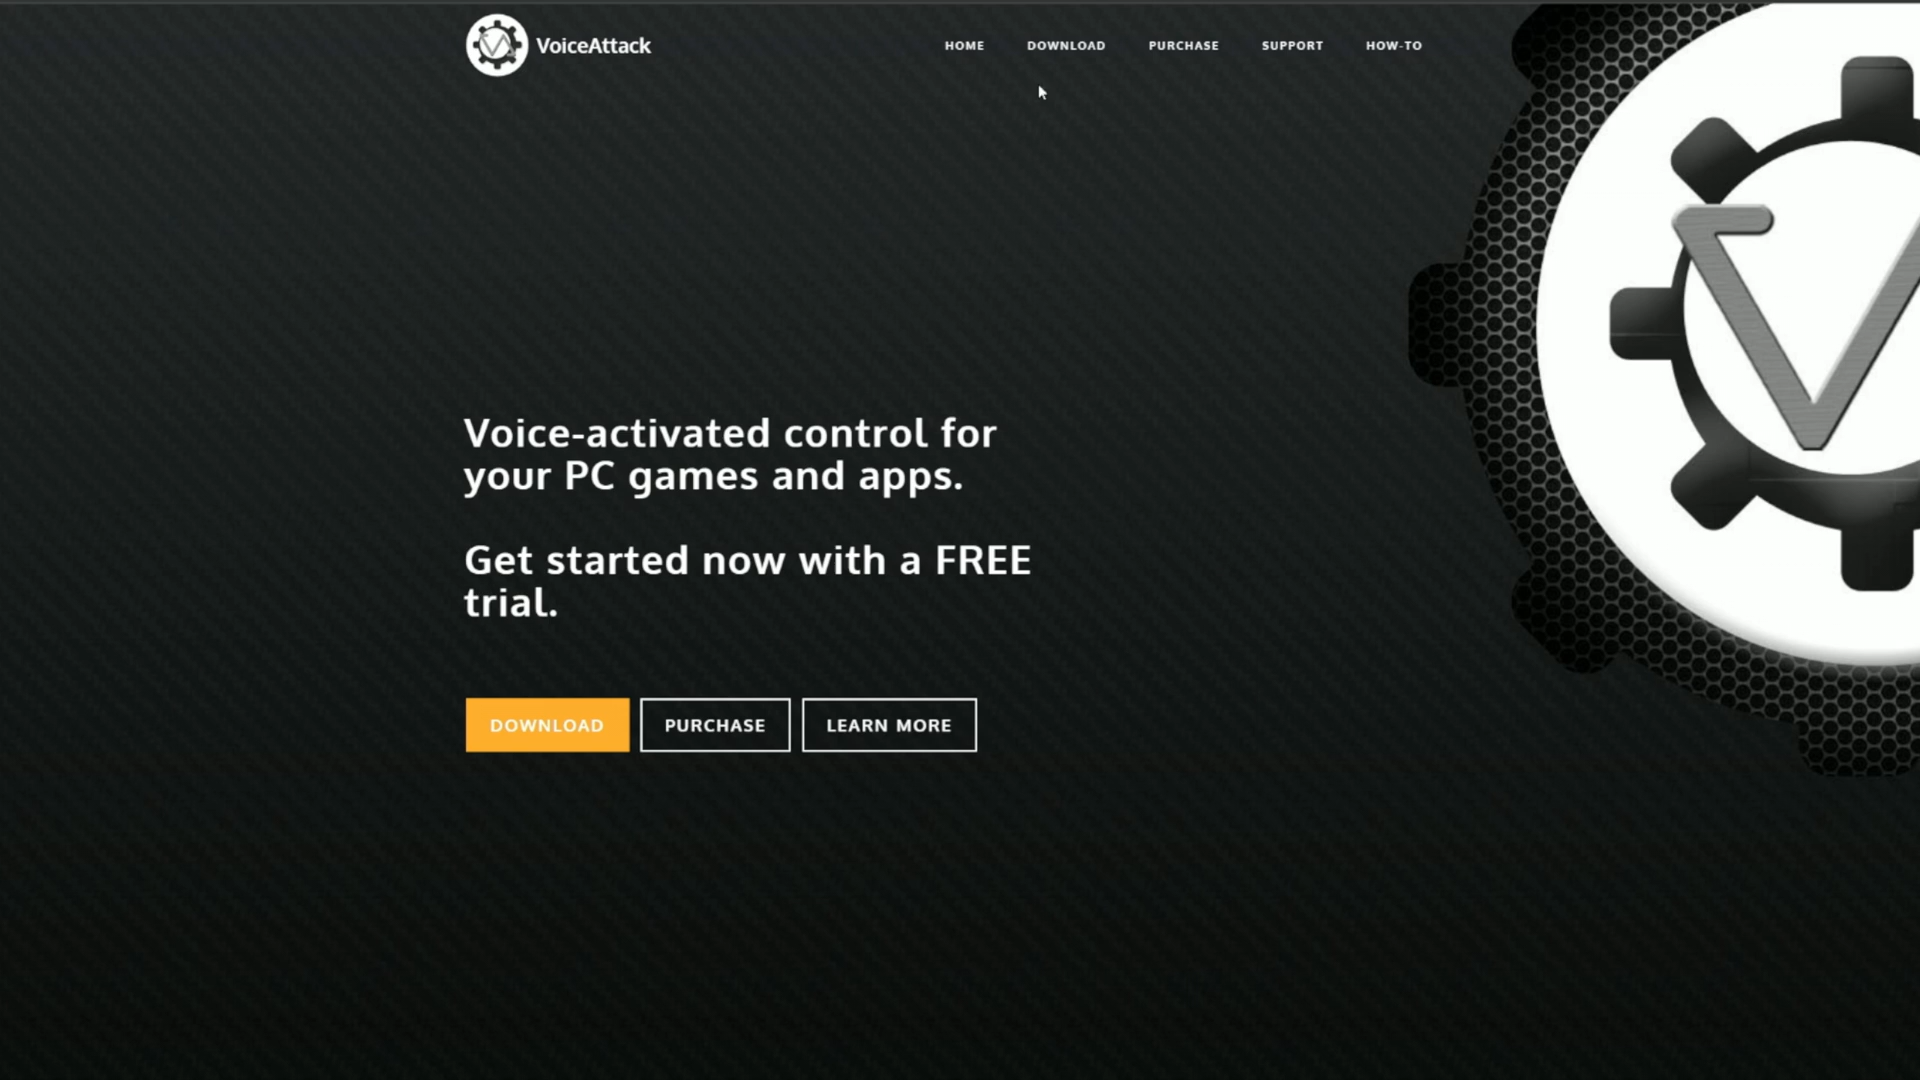 VoiceAttack
HOME DOWNLOAD PURCHASE SUPPORT HOW-TO
Voice-activated control for
your PC games and apps.
Get started now with a FREE
trial.
DOWNLOAD PURCHASE LEARN MORE